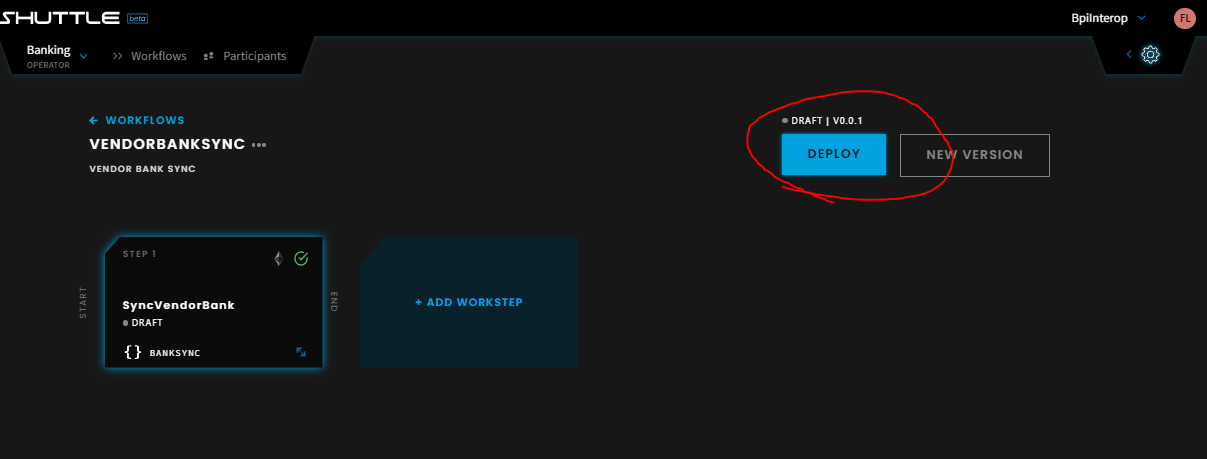 SHUTTLE beta
BpiInterop
FL
Banking
OPERATOR
Workflows
Participants
WORKFLOWS
VENDORBANKSYNC
VENDOR BANK SYNC
DRAFT | V0.0.1
DEPLOY
NEW VERSION
START
STEP 1
SyncVendorBank
DRAFT
{} BANKSYNC
END
+ ADD WORKSTEP